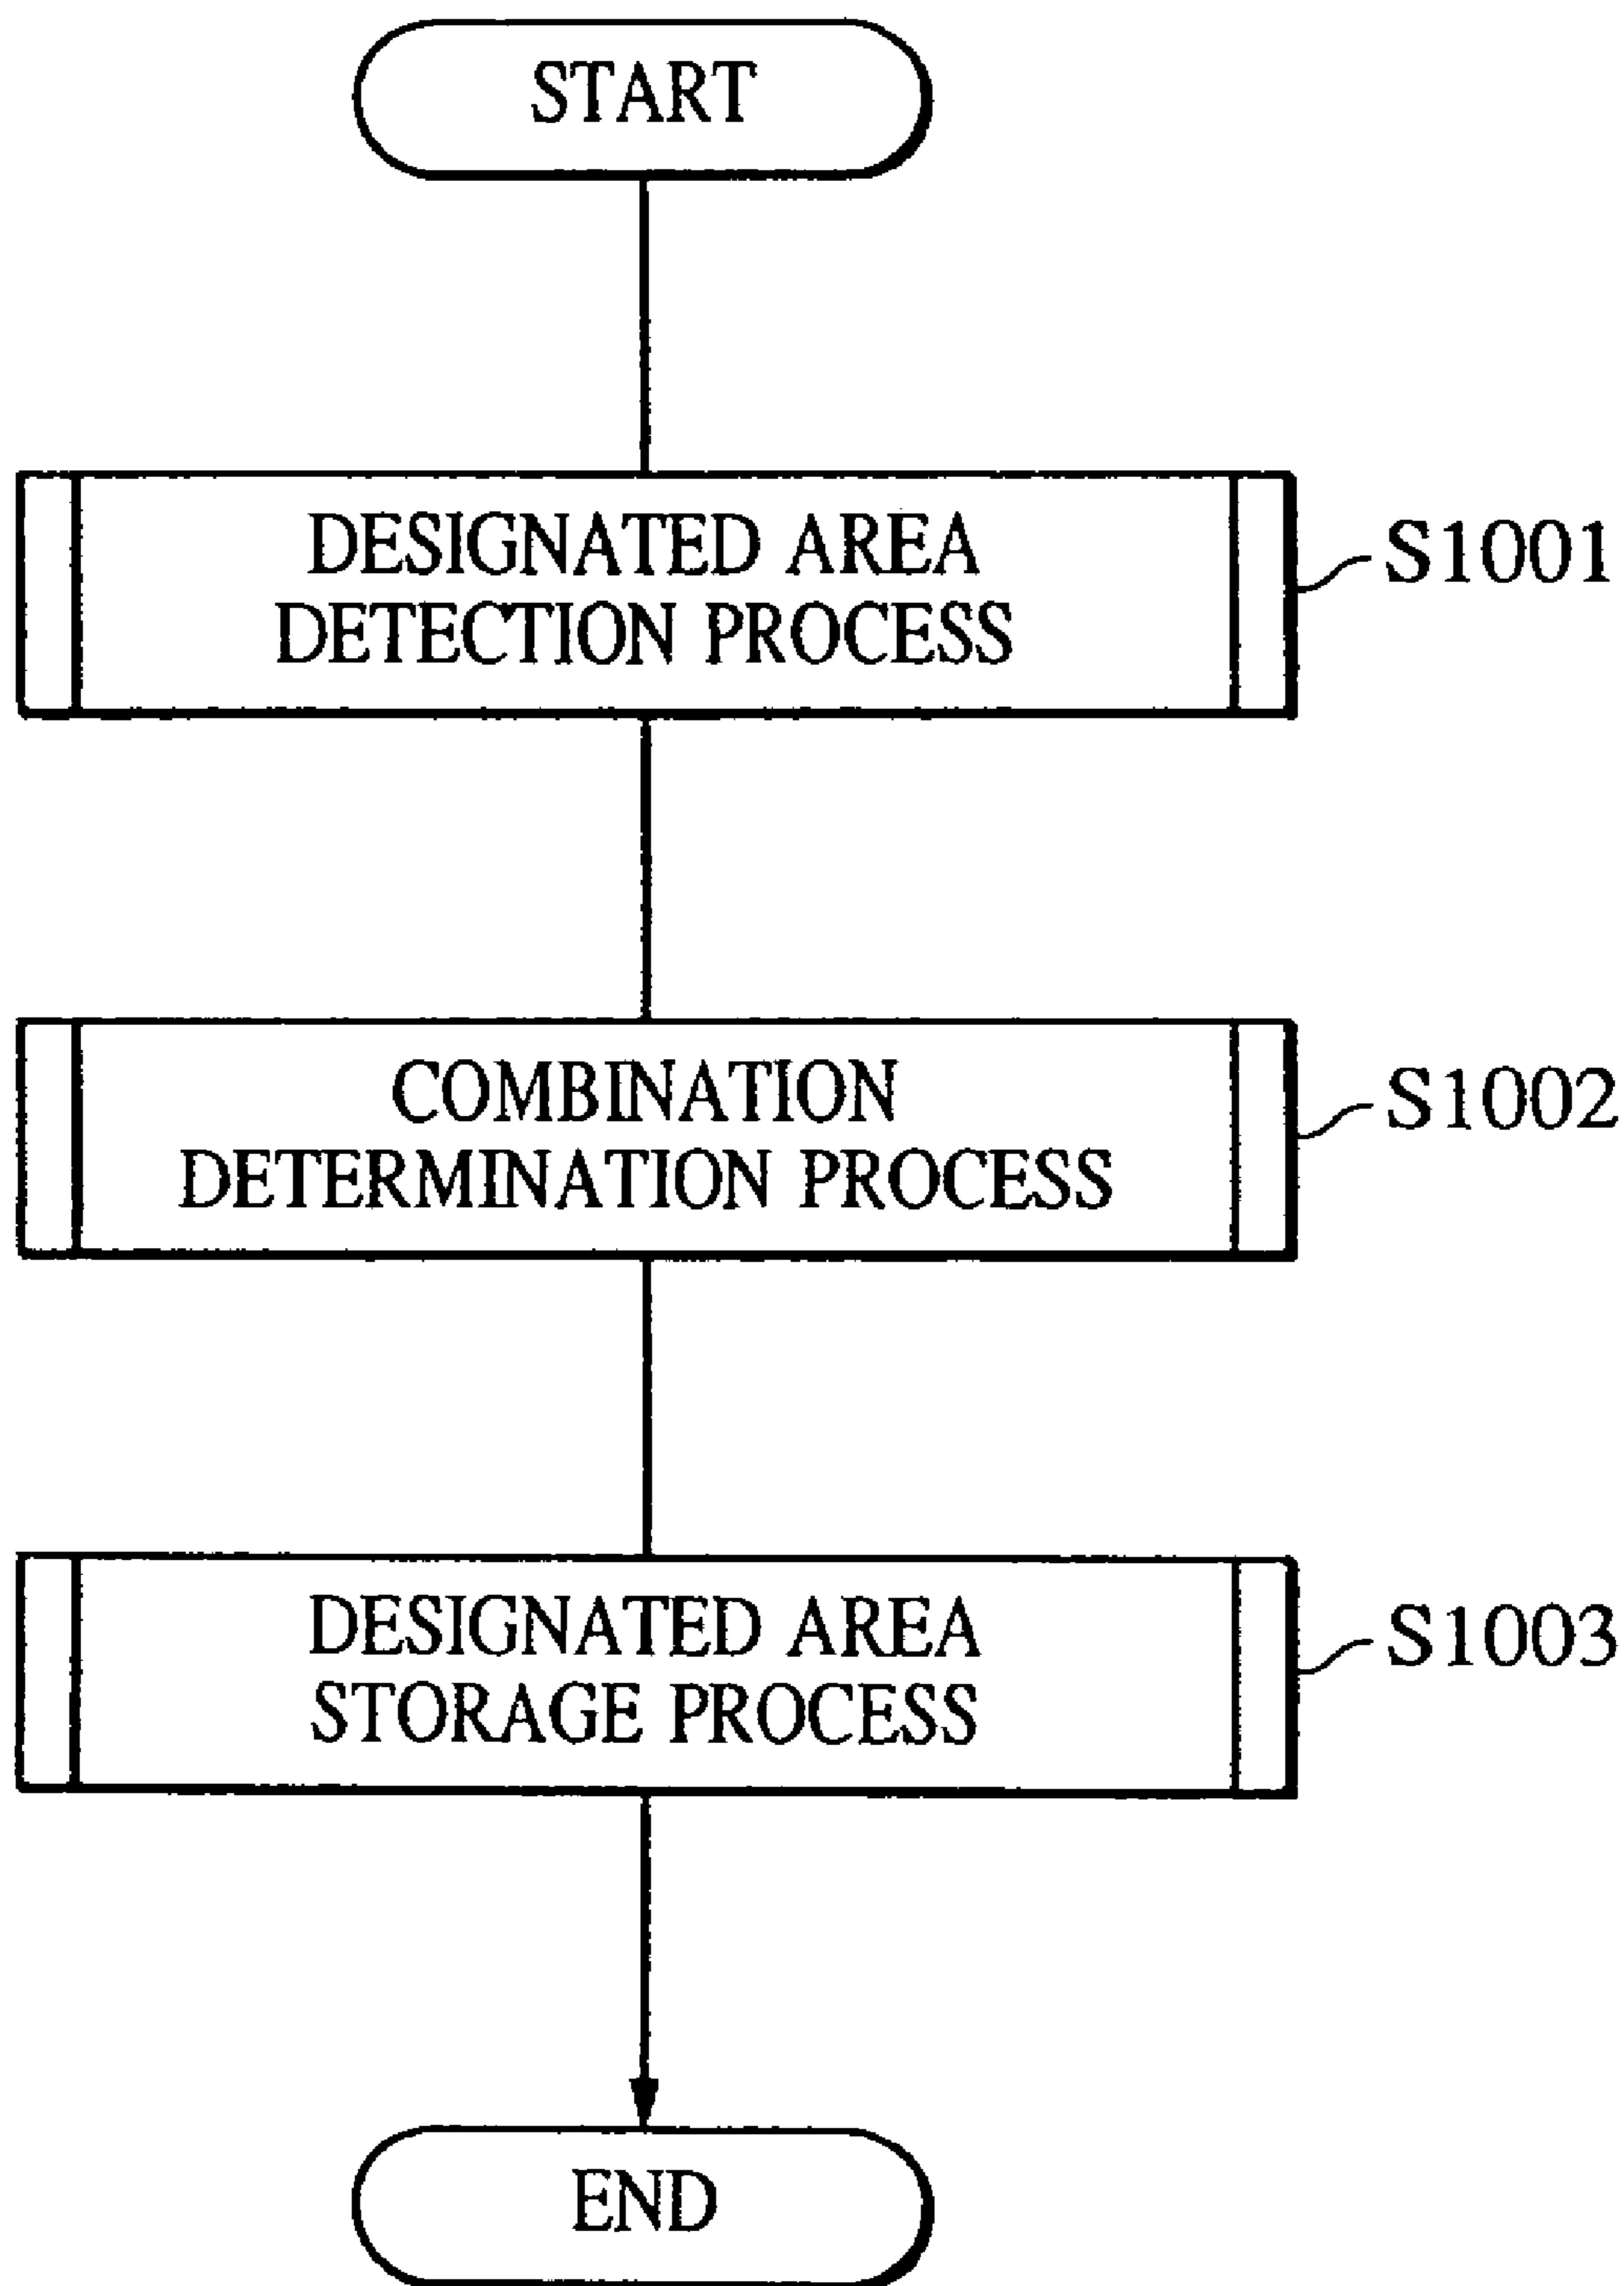 START
DESIGNATED AREA
DETECTION PROCESS
S1001
COMBINATION
DETERMINATION PROCESS
S1002
DESIGNATED AREA
STORAGE PROCESS
S1003
END